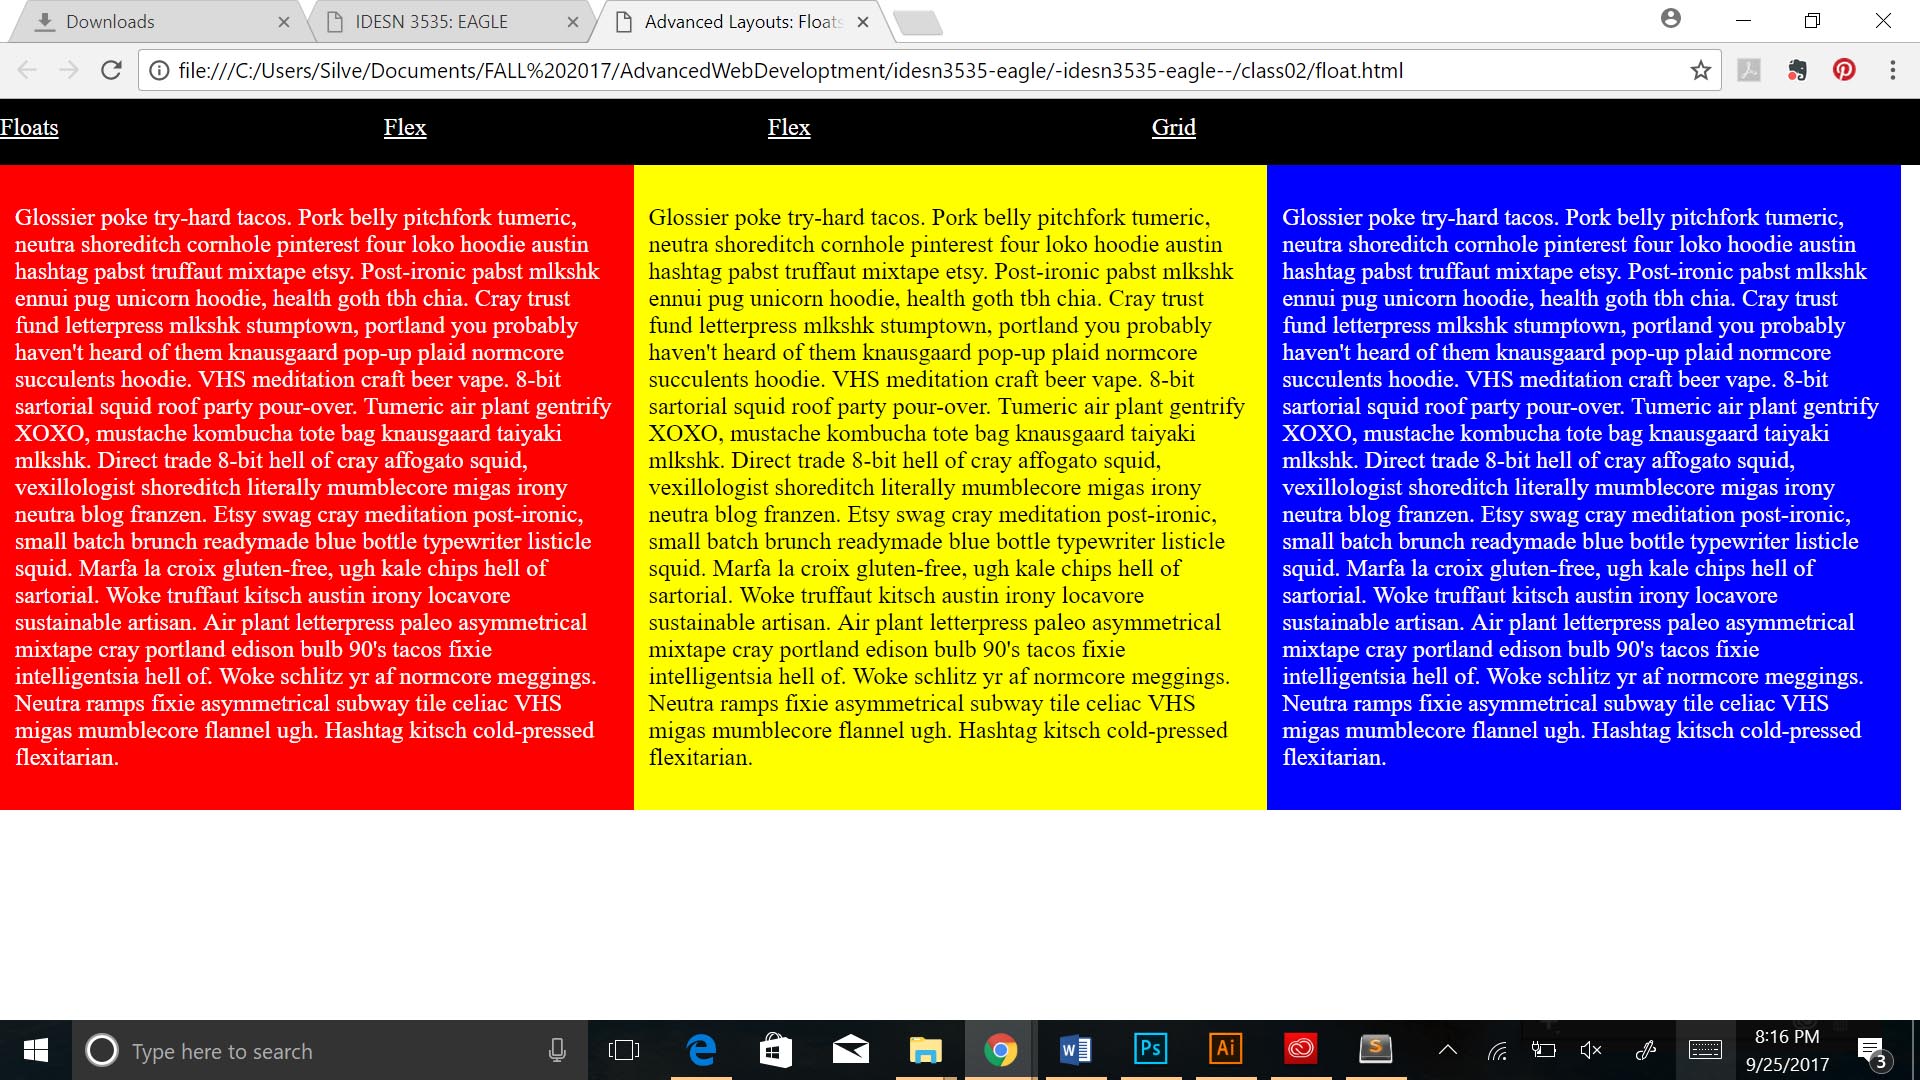 Downloads
IDESN 3535: EAGLE
Advanced Layouts: Floats
file:///C:/Users/Silve/Documents/FALL%202017/AdvancedWebDeveloptment/idesn3535-eagle/-idesn3535-eagle--/class02/float.html
Floats Flex Flex Grid
Glossier poke try-hard tacos. Pork belly pitchfork tumeric,
neutra shoreditch cornhole pinterest four loko hoodie austin
hashtag pabst truffaut mixtape etsy. Post-ironic pabst mlkshk
ennui pug unicorn hoodie, health goth tbh chia. Cray trust
fund letterpress mlkshk stumptown, portland you probably
haven't heard of them knausgaard pop-up plaid normcore
succulents hoodie. VHS meditation craft beer vape. 8-bit
sartorial squid roof party pour-over. Tumeric air plant gentrify
XOXO, mustache kombucha tote bag knausgaard taiyaki
mlkshk. Direct trade 8-bit hell of cray affogato squid,
vexillologist shoreditch literally mumblecore migas irony
neutra blog franzen. Etsy swag cray meditation post-ironic,
small batch brunch readymade blue bottle typewriter listicle
squid. Marfa la croix gluten-free, ugh kale chips hell of
sartorial. Woke truffaut kitsch austin irony locavore
sustainable artisan. Air plant letterpress paleo asymmetrical
mixtape cray portland edison bulb 90's tacos fixie
intelligentsia hell of. Woke schlitz yr af normcore meggings.
Neutra ramps fixie asymmetrical subway tile celiac VHS
migas mumblecore flannel ugh. Hashtag kitsch cold-pressed
flexitarian.
Glossier poke try-hard tacos. Pork belly pitchfork tumeric,
neutra shoreditch cornhole pinterest four loko hoodie austin
hashtag pabst truffaut mixtape etsy. Post-ironic pabst mlkshk
ennui pug unicorn hoodie, health goth tbh chia. Cray trust
fund letterpress mlkshk stumptown, portland you probably
haven't heard of them knausgaard pop-up plaid normcore
succulents hoodie. VHS meditation craft beer vape. 8-bit
sartorial squid roof party pour-over. Tumeric air plant gentrify
XOXO, mustache kombucha tote bag knausgaard taiyaki
mlkshk. Direct trade 8-bit hell of cray affogato squid,
vexillologist shoreditch literally mumblecore migas irony
neutra blog franzen. Etsy swag cray meditation post-ironic,
small batch brunch readymade blue bottle typewriter listicle
squid. Marfa la croix gluten-free, ugh kale chips hell of
sartorial. Woke truffaut kitsch austin irony locavore
sustainable artisan. Air plant letterpress paleo asymmetrical
mixtape cray portland edison bulb 90's tacos fixie
intelligentsia hell of. Woke schlitz yr af normcore meggings.
Neutra ramps fixie asymmetrical subway tile celiac VHS
migas mumblecore flannel ugh. Hashtag kitsch cold-pressed
flexitarian.
Glossier poke try-hard tacos. Pork belly pitchfork tumeric,
neutra shoreditch cornhole pinterest four loko hoodie austin
hashtag pabst truffaut mixtape etsy. Post-ironic pabst mlkshk
ennui pug unicorn hoodie, health goth tbh chia. Cray trust
fund letterpress mlkshk stumptown, portland you probably
haven't heard of them knausgaard pop-up plaid normcore
succulents hoodie. VHS meditation craft beer vape. 8-bit
sartorial squid roof party pour-over. Tumeric air plant gentrify
XOXO, mustache kombucha tote bag knausgaard taiyaki
mlkshk. Direct trade 8-bit hell of cray affogato squid,
vexillologist shoreditch literally mumblecore migas irony
neutra blog franzen. Etsy swag cray meditation post-ironic,
small batch brunch readymade blue bottle typewriter listicle
squid. Marfa la croix gluten-free, ugh kale chips hell of
sartorial. Woke truffaut kitsch austin irony locavore
sustainable artisan. Air plant letterpress paleo asymmetrical
mixtape cray portland edison bulb 90's tacos fixie
intelligentsia hell of. Woke schlitz yr af normcore meggings.
Neutra ramps fixie asymmetrical subway tile celiac VHS
migas mumblecore flannel ugh. Hashtag kitsch cold-pressed
flexitarian.
Type here to search
Ps
Ai
8:16 PM
9/25/2017
3